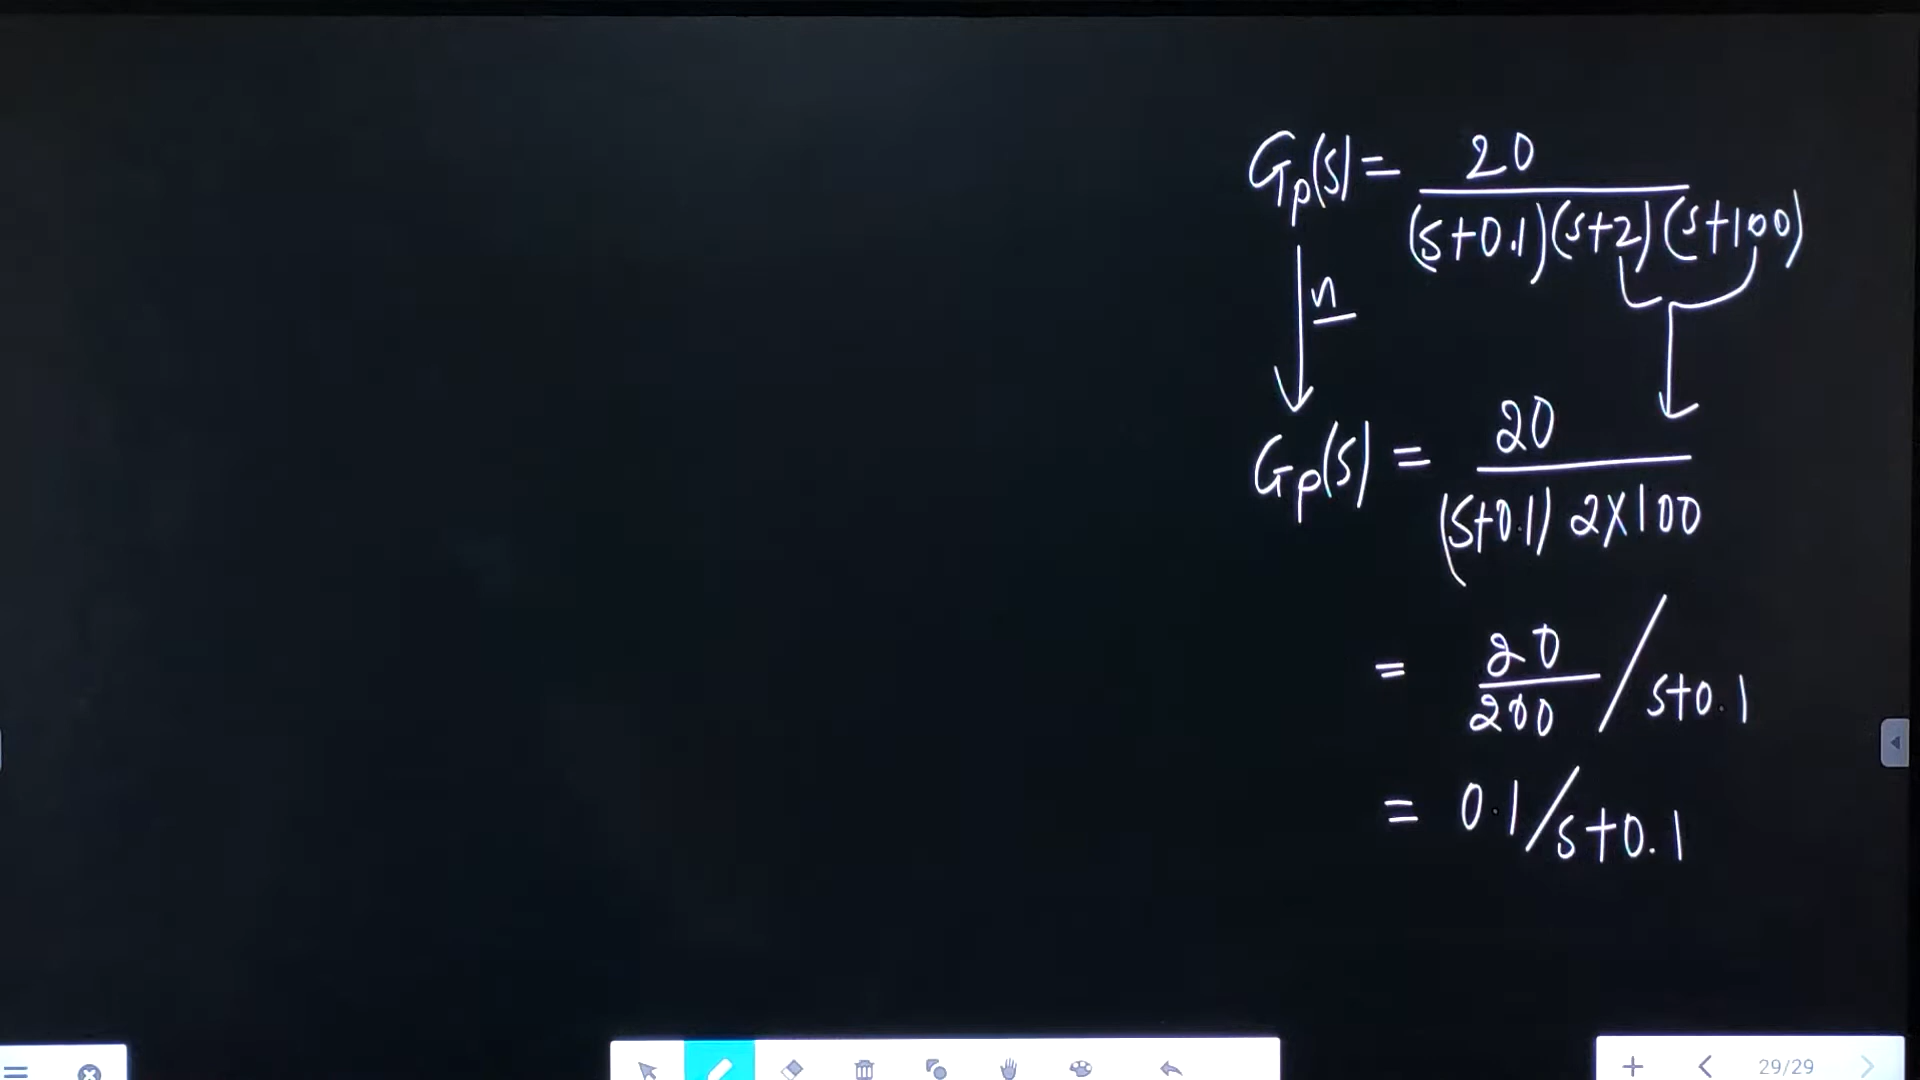 Gp(s) = 20
(s+0.1)(s+2)(s+100)
n
Gp(s) = 20
(s+0.1) 2×100
= 20
200 / s+0.1
= 0.1/s+0.1
29/29